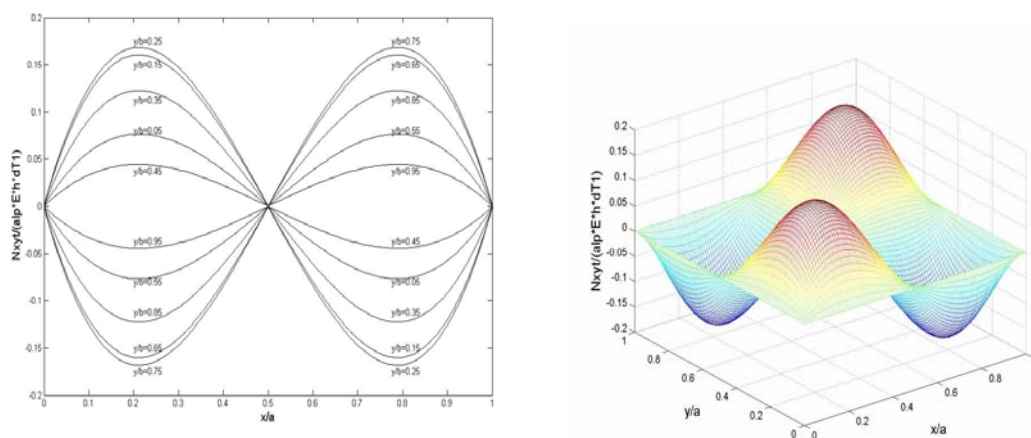 0.2
0.15
0.1
0.05
0
-0.05
-0.1
-0.15
-0.2
Nxyt/(alp*E*h*dT1)
y/b=0.25
y/b=0.15
y/b=0.35
y/b=0.05
y/b=0.45
y/b=0.95
y/b=0.55
y/b=0.85
y/b=0.65
y/b=0.75
y/b=0.75
y/b=0.65
y/b=0.85
y/b=0.55
y/b=0.95
y/b=0.45
y/b=0.05
y/b=0.35
y/b=0.15
y/b=0.25
0 0.1 0.2 0.3 0.4 0.5 0.6 0.7 0.8 0.9 1
x/a
0.2
0.15
0.1
0.05
0
-0.05
-0.1
-0.15
-0.2
Nxyt/(alp*E*h*dT1)
1
0.8
0.6
0.4
0.2
0
y/a
0
0.2
0.4
0.6
0.8
x/a